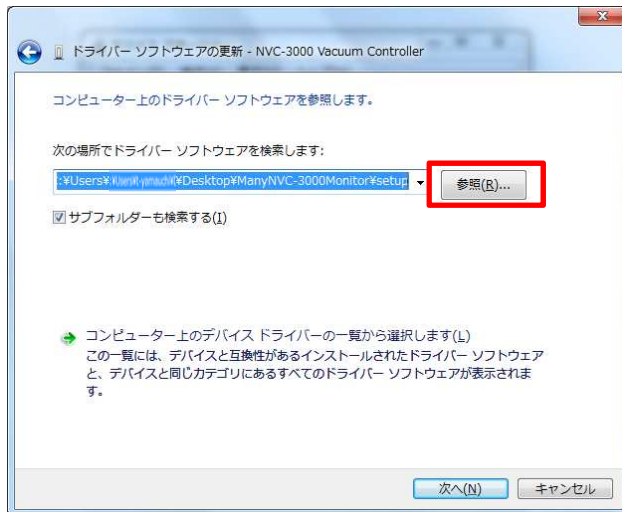 ドライバー ソフトウェアの更新 - NVC-3000 Vacuum Controller
コンピューター上のドライバー ソフトウェアを参照します。
次の場所でドライバー ソフトウェアを検索します:
:¥Users¥ ¥Desktop¥ManyNVC-3000Monitor¥setup
参照(R)...
サブフォルダーも検索する(I)
コンピューター上のデバイス ドライバーの一覧から選択します(L)
この一覧には、デバイスと互換性があるインストールされたドライバー ソフトウェア
と、デバイスと同じカテゴリにあるすべてのドライバー ソフトウェアが表示されま
す。
次へ(N)
キャンセル